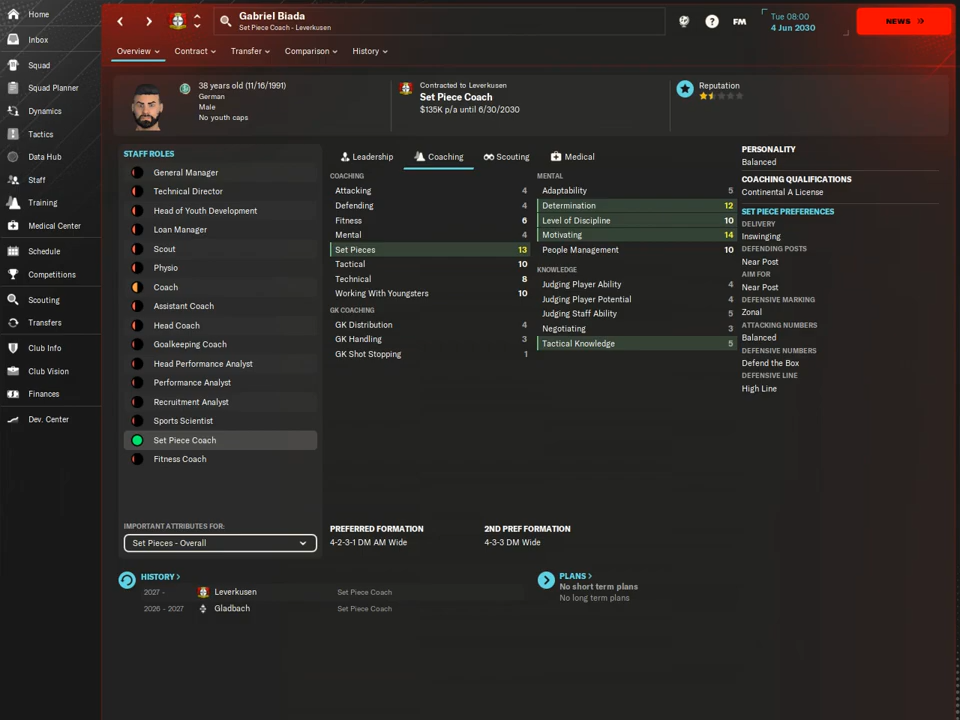 Home
Inbox
Squad
Squad Planner
Dynamics
Tactics
Data Hub
Staff
Training
Medical Center
Schedule
Competitions
Scouting
Transfers
Club Info
Club Vision
Finances
Dev. Center
Gabriel Biada
Set Piece Coach - Leverkusen
?
FM
Tue 08:00
4 Jun 2030
NEWS
Overview
Contract
Transfer
Comparison
History
38 years old (11/16/1991)
German
Male
No youth caps
Contracted to Leverkusen
Set Piece Coach
$135K p/a until 6/30/2030
Reputation
STAFF ROLES
General Manager
Technical Director
Head of Youth Development
Loan Manager
Scout
Physio
Coach
Assistant Coach
Head Coach
Goalkeeping Coach
Head Performance Analyst
Performance Analyst
Recruitment Analyst
Sports Scientist
Set Piece Coach
Fitness Coach
IMPORTANT ATTRIBUTES FOR:
Set Pieces - Overall
Leadership
Coaching
Scouting
Medical
COACHING
Attacking 4
Defending 4
Fitness 6
Mental 4
Set Pieces 13
Tactical 10
Technical 8
Working With Youngsters 10
GK COACHING
GK Distribution 4
GK Handling 3
GK Shot Stopping 1
MENTAL
Adaptability 5
Determination 12
Level of Discipline 10
Motivating 14
People Management 10
KNOWLEDGE
Judging Player Ability 4
Judging Player Potential 4
Judging Staff Ability 5
Negotiating 3
Tactical Knowledge 5
PERSONALITY
Balanced
COACHING QUALIFICATIONS
Continental A License
SET PIECE PREFERENCES
DELIVERY
Inswinging
DEFENDING POSTS
Near Post
AIM FOR
Near Post
DEFENSIVE MARKING
Zonal
ATTACKING NUMBERS
Balanced
DEFENSIVE NUMBERS
Defend the Box
DEFENSIVE LINE
High Line
PREFERRED FORMATION
4-2-3-1 DM AM Wide
2ND PREF FORMATION
4-3-3 DM Wide
HISTORY
2027 - Leverkusen Set Piece Coach
2026 - 2027 Gladbach Set Piece Coach
PLANS
No short term plans
No long term plans